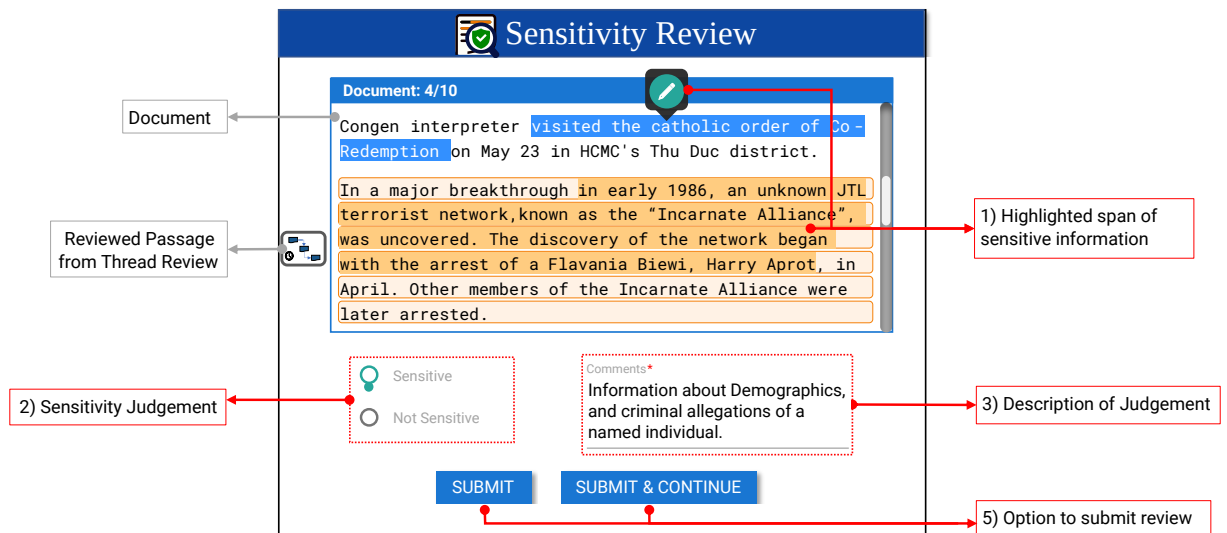 Sensitivity Review
Document: 4/10
Document
Congen interpreter visited the catholic order of Co-
Redemption on May 23 in HCMC's Thu Duc district.
In a major breakthrough in early 1986, an unknown JTL
terrorist network,known as the “Incarnate Alliance”,
was uncovered. The discovery of the network began
with the arrest of a Flavania Biewi, Harry Aprot, in
April. Other members of the Incarnate Alliance were
later arrested.
Reviewed Passage
from Thread Review
1) Highlighted span of
sensitive information
2) Sensitivity Judgement
Sensitive
Not Sensitive
Comments*
Information about Demographics,
and criminal allegations of a
named individual.
3) Description of Judgement
SUBMIT
SUBMIT & CONTINUE
5) Option to submit review